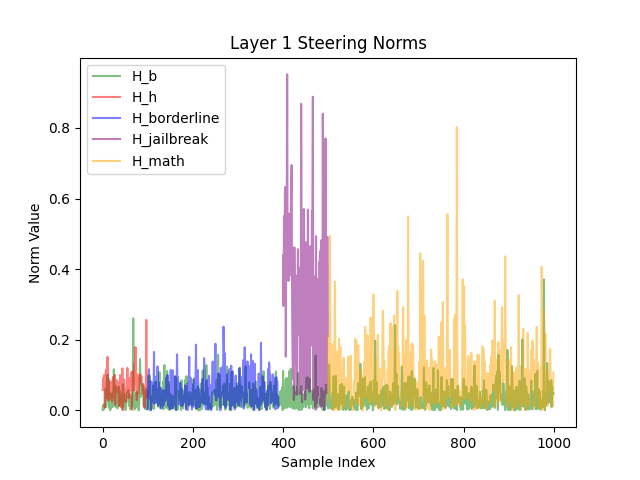 Layer 1 Steering Norms
H_b
H_h
H_borderline
H_jailbreak
H_math
Norm Value
0.8
0.6
0.4
0.2
0.0
0
200
400
600
800
1000
Sample Index